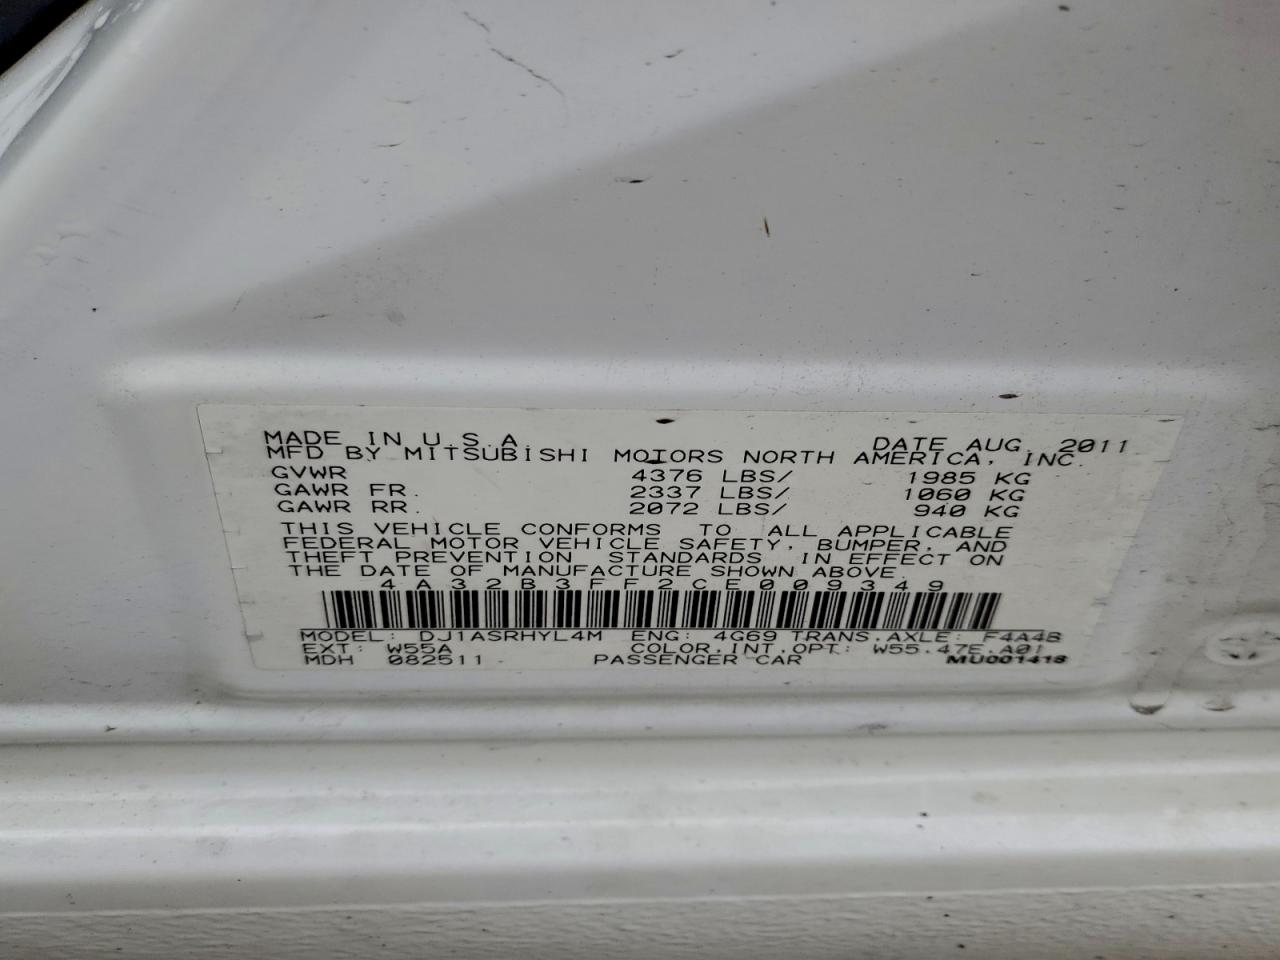 MADE IN U.S.A. DATE AUG, 2011
MFD BY MITSUBISHI MOTORS NORTH AMERICA, INC.
GVWR 4376 LBS/ 1985 KG
GAWR FR. 2337 LBS/ 1060 KG
GAWR RR. 2072 LBS/ 940 KG
THIS VEHICLE CONFORMS TO ALL APPLICABLE
FEDERAL MOTOR VEHICLE SAFETY, BUMPER, AND
THEFT PREVENTION STANDARDS IN EFFECT ON
THE DATE OF MANUFACTURE SHOWN ABOVE.
4A32B3FF2CE009349
MODEL: DJ1ASRHYL4M ENG: 4G69 TRANS.AXLE: F4A4B
EXT: W55A COLOR.INT.OPT: W55.47E.A01
MDH 082511 PASSENGER CAR MU001418